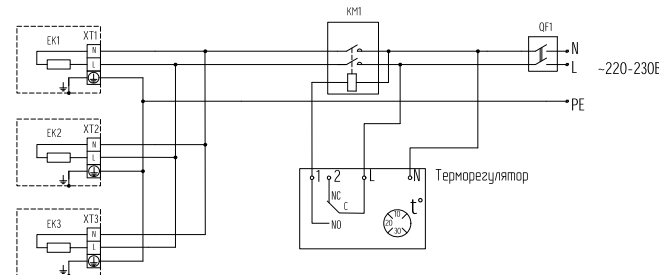 KM1
QF1
EK1 XT1
N
L
N
L
~220-230В
PE
EK2 XT2
N
L
1 2 L N
Терморегулятор
NC
C
NO
t°
10
20
30
EK3 XT3
N
L